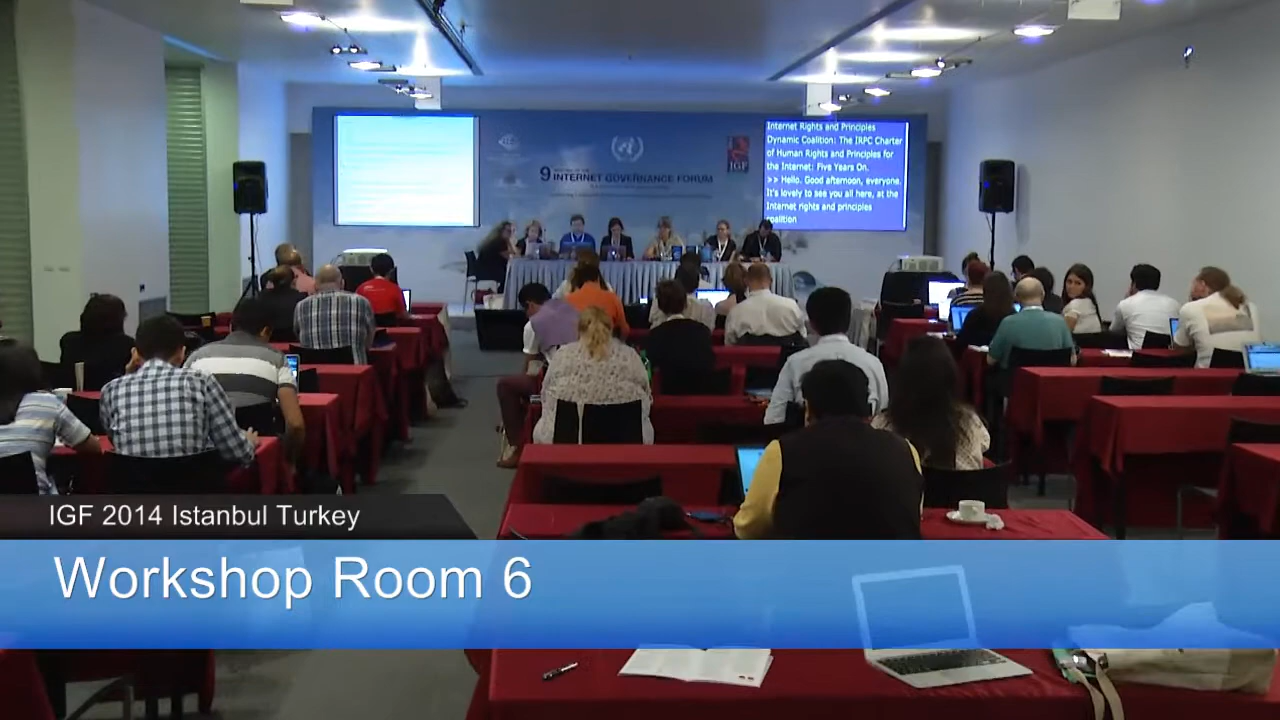 9 INTERNET GOVERNANCE FORUM
IGF
Internet Rights and Principles
Dynamic Coalition: The IRPC Charter
of Human Rights and Principles for
the Internet: Five Years On.
>> Hello. Good afternoon, everyone.
It's lovely to see you all here, at the
Internet rights and principles
coalition
IGF 2014 Istanbul Turkey
Workshop Room 6